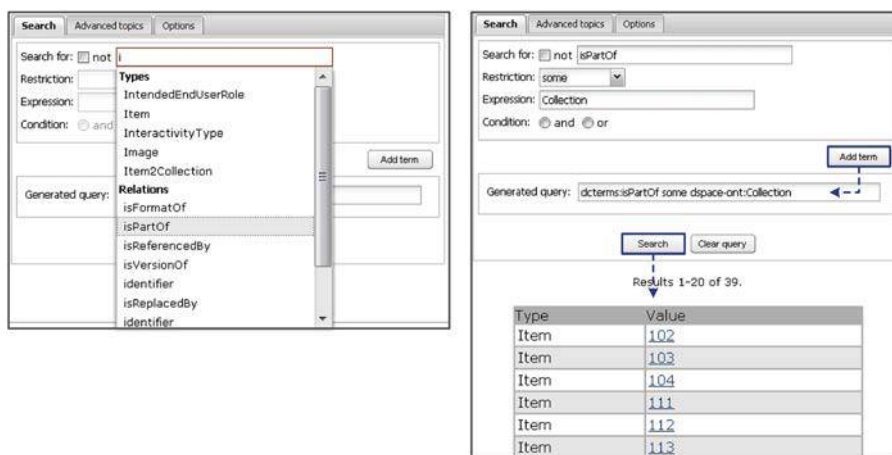 Search Advanced topics Options
Search for: not i
Restriction:
Expression:
Condition: and
Types
IntendedEndUserRole
Item
InteractivityType
Image
Item2Collection
Relations
isFormatOf
isPartOf
isReferencedBy
isVersionOf
identifier
isReplacedBy
identifier
Add term
Generated query:
Search Advanced topics Options
Search for: not isPartOf
Restriction: some
Expression: Collection
Condition: and or
Add term
Generated query: dcterms:isPartOf some dspace-ont:Collection
Search Clear query
Results 1-20 of 39.
Type Value
Item 102
Item 103
Item 104
Item 111
Item 112
Item 113